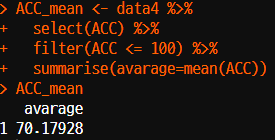 > ACC_mean <- data4 %>%
+   select(ACC) %>%
+   filter(ACC <= 100) %>%
+   summarise(avarage=mean(ACC))
> ACC_mean
   avarage
1 70.17928